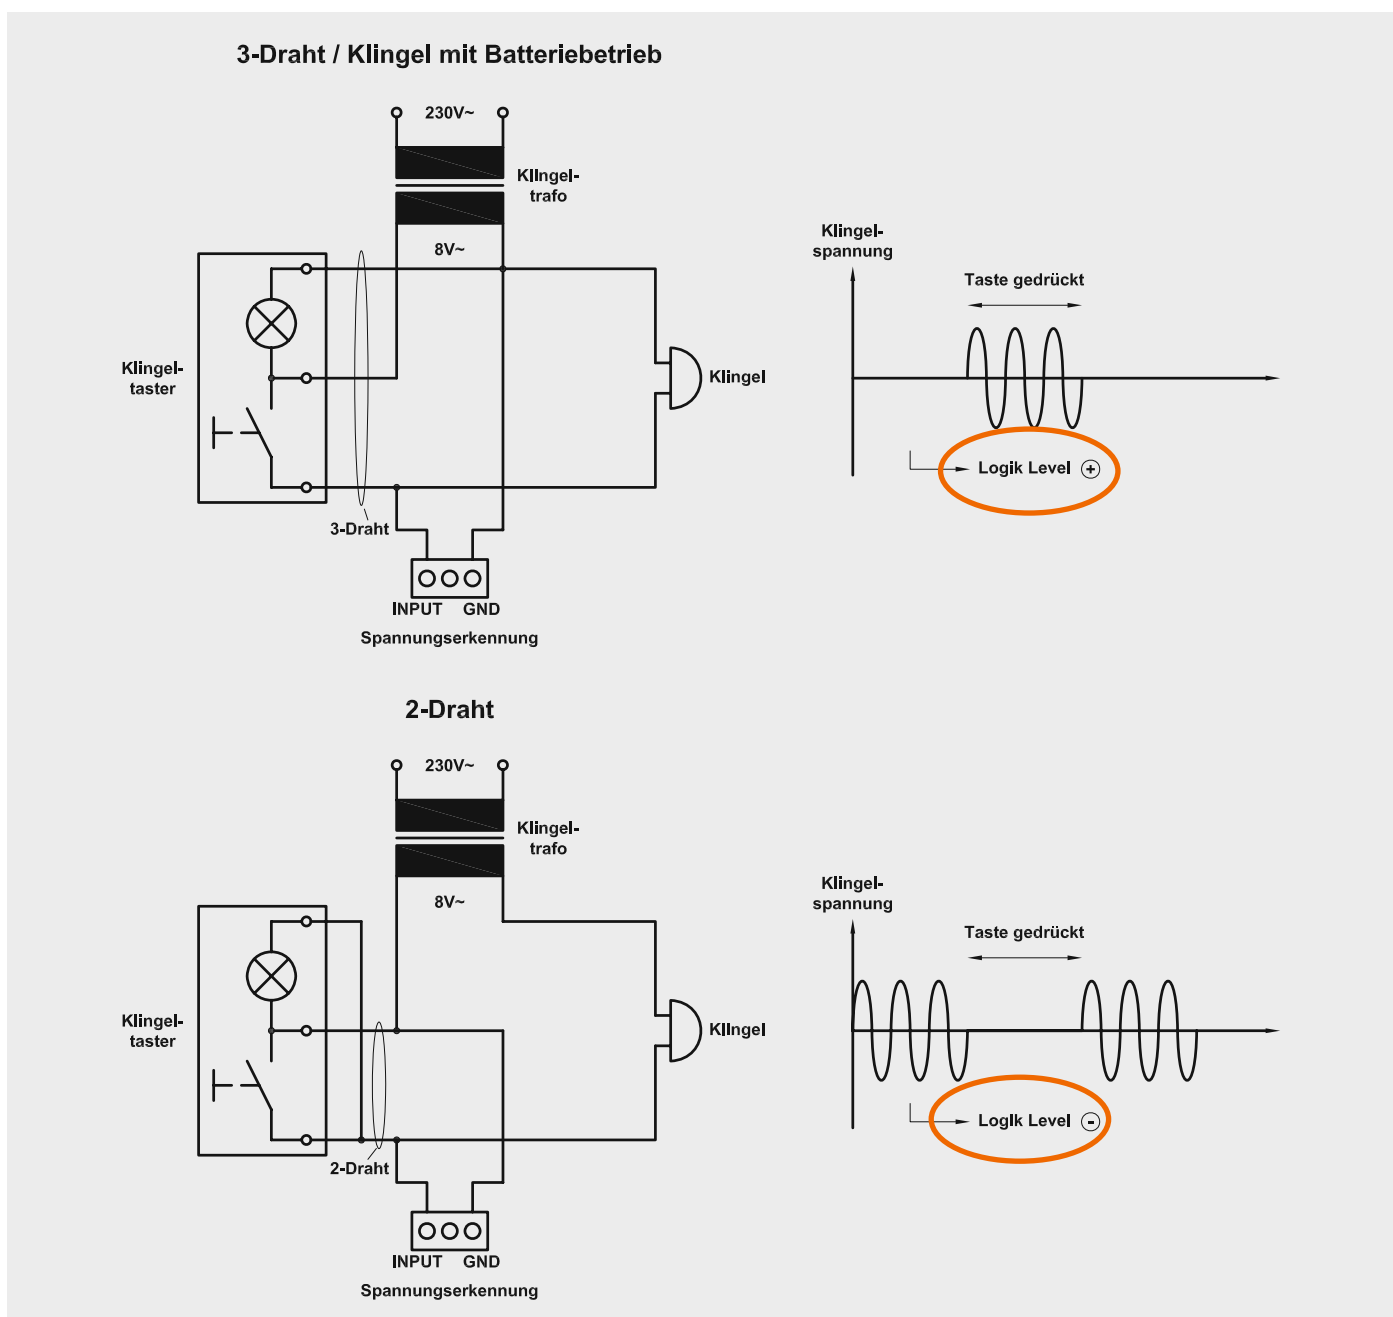 3-Draht / Klingel mit Batteriebetrieb
230V~
Klingel-
trafo
8V~
Klingel-
taster
Klingel
3-Draht
INPUT GND
Spannungserkennung
Klingel-
spannung
Taste gedrückt
Logik Level +
2-Draht
230V~
Klingel-
trafo
8V~
Klingel-
taster
Klingel
2-Draht
INPUT GND
Spannungserkennung
Klingel-
spannung
Taste gedrückt
Logik Level -